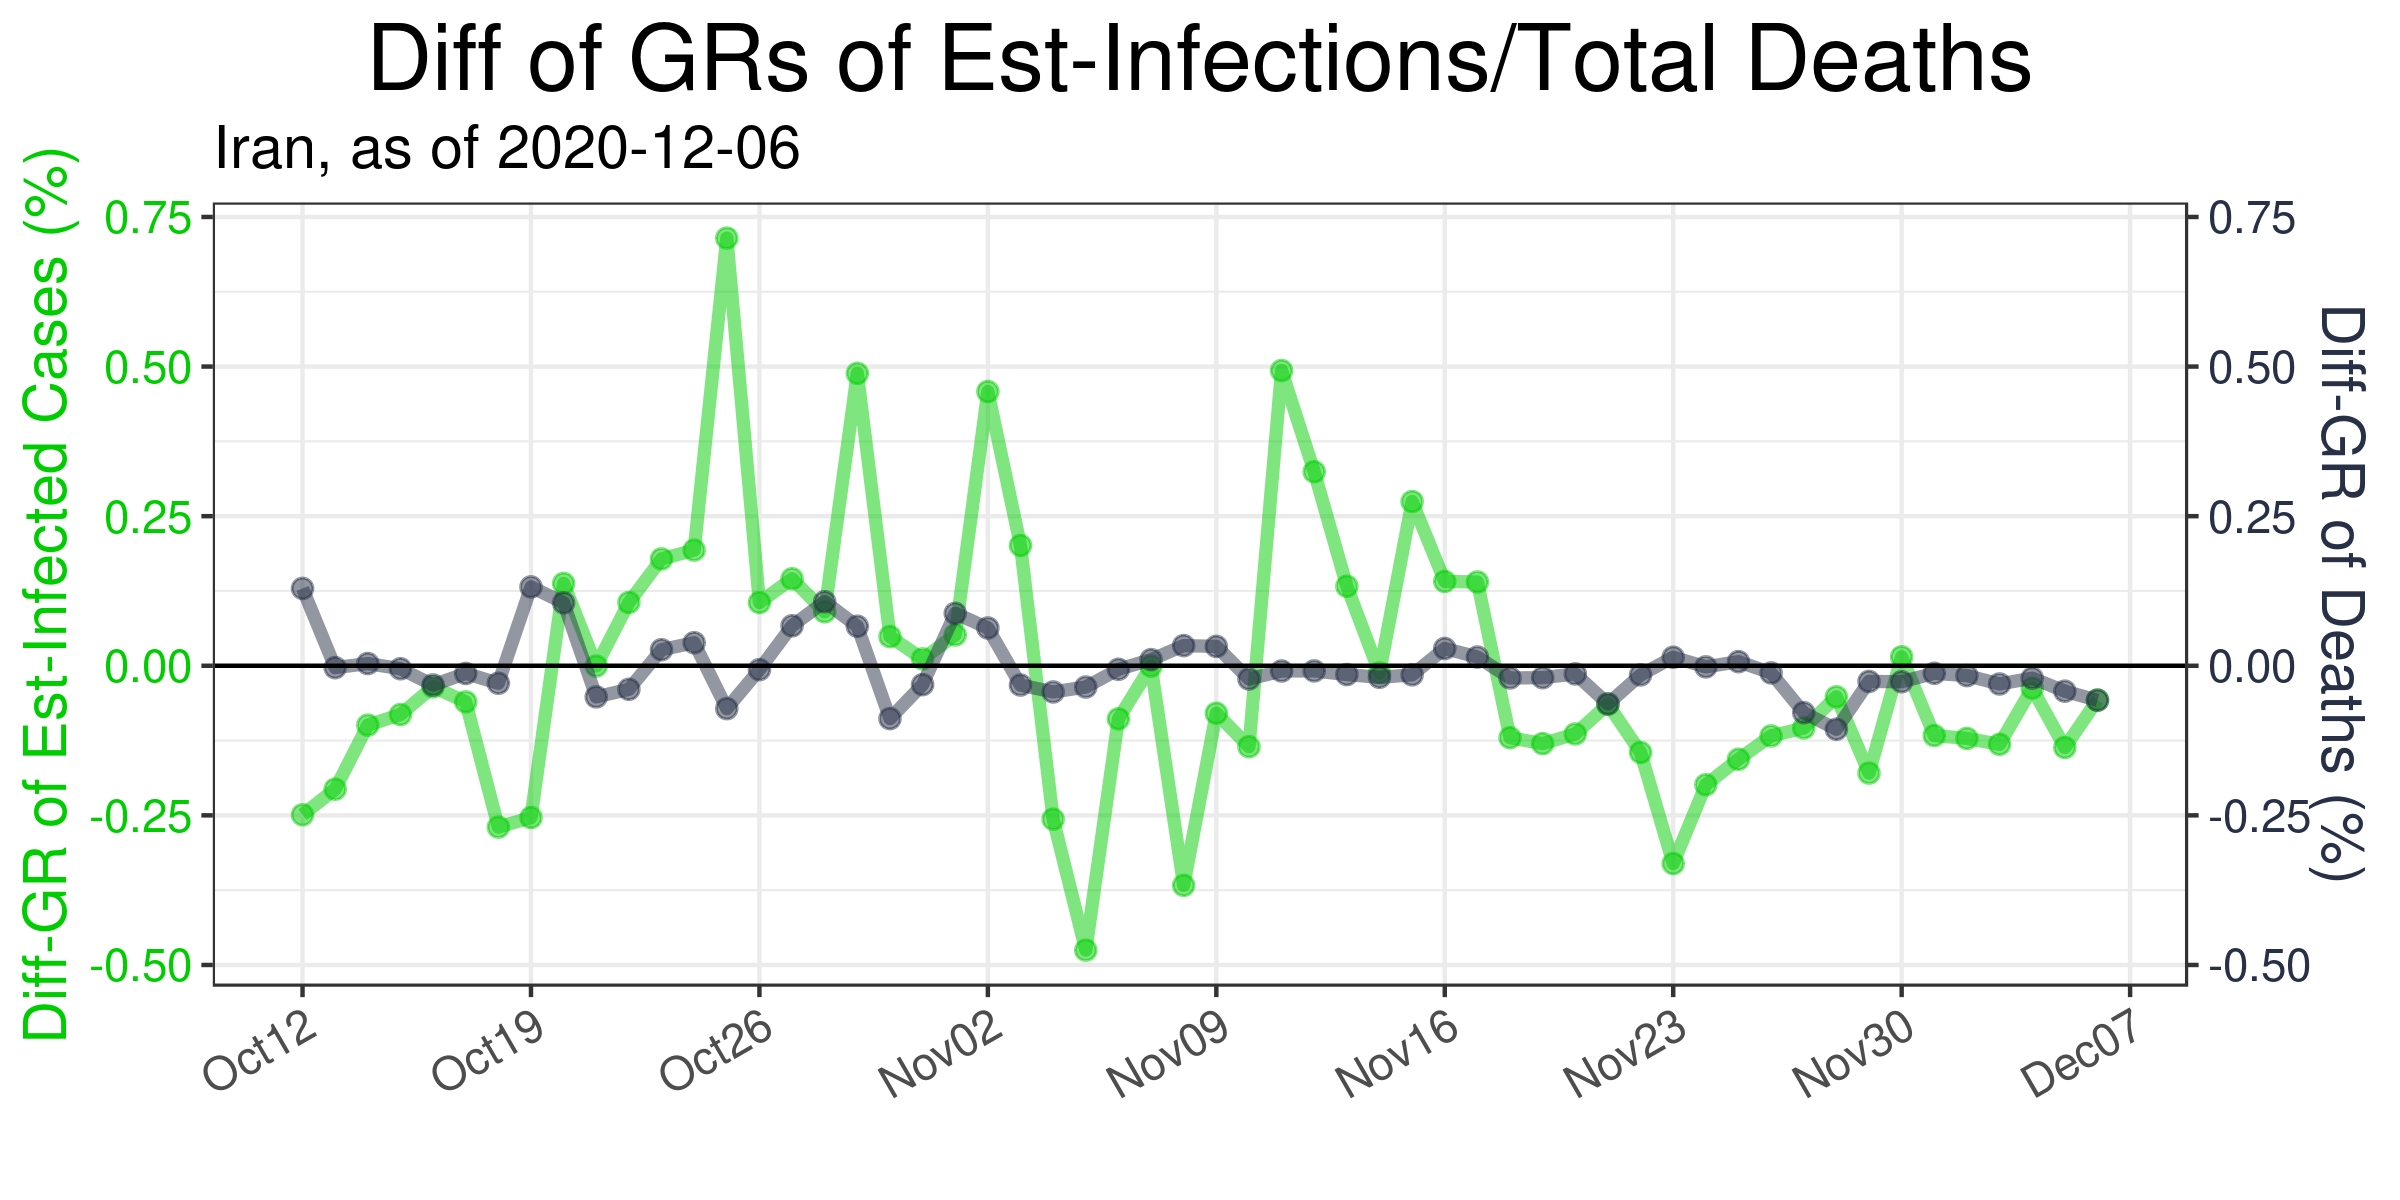 Diff of GRs of Est-Infections/Total Deaths
Iran, as of 2020-12-06
Diff-GR of Est-Infected Cases (%)
0.75
0.50
0.25
0.00
-0.25
-0.50
0.75
0.50
0.25
0.00
-0.25
-0.50
Diff-GR of Deaths (%)
Oct12
Oct19
Oct26
Nov02
Nov09
Nov16
Nov23
Nov30
Dec07